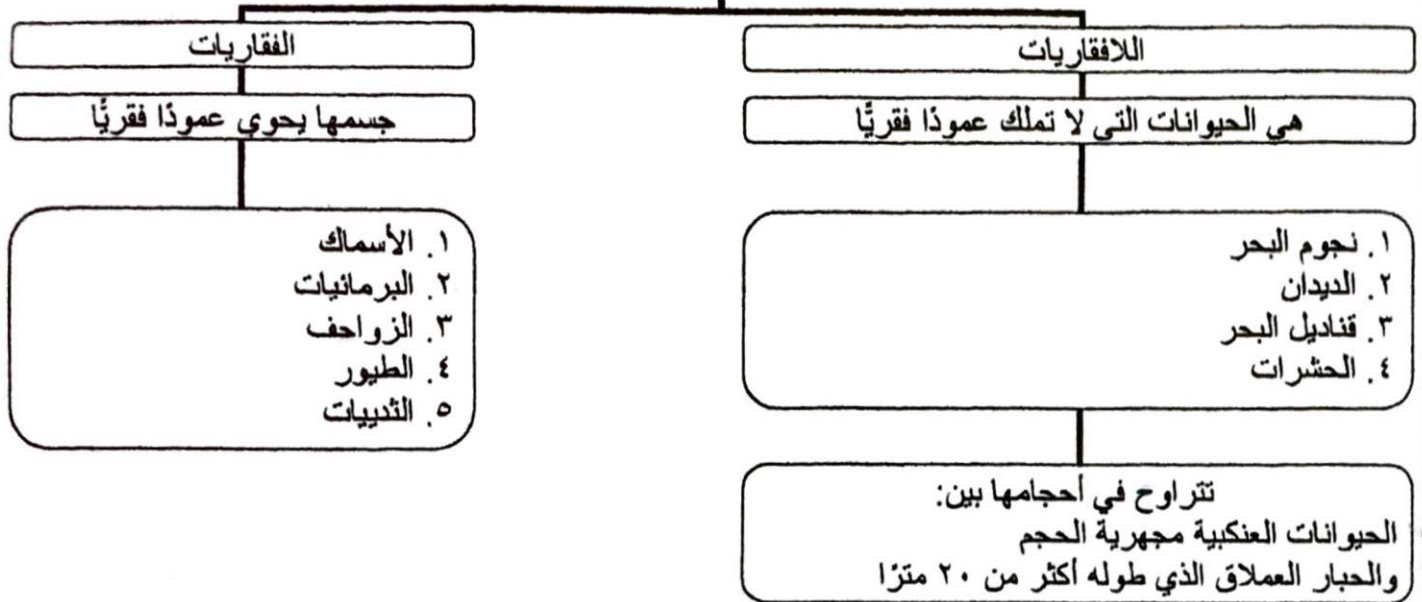 اللافقاريات
هي الحيوانات التي لا تملك عمودًا فقريًّا
١. نجوم البحر
٢. الديدان
٣. قناديل البحر
٤. الحشرات
تتراوح في أحجامها بين:
الحيوانات العنكبية مجهرية الحجم
والحبار العملاق الذي طوله أكثر من ٢٠ مترًا
الفقاريات
جسمها يحوي عمودًا فقريًّا
١. الأسماك
٢. البرمائيات
٣. الزواحف
٤. الطيور
٥. الثدييات